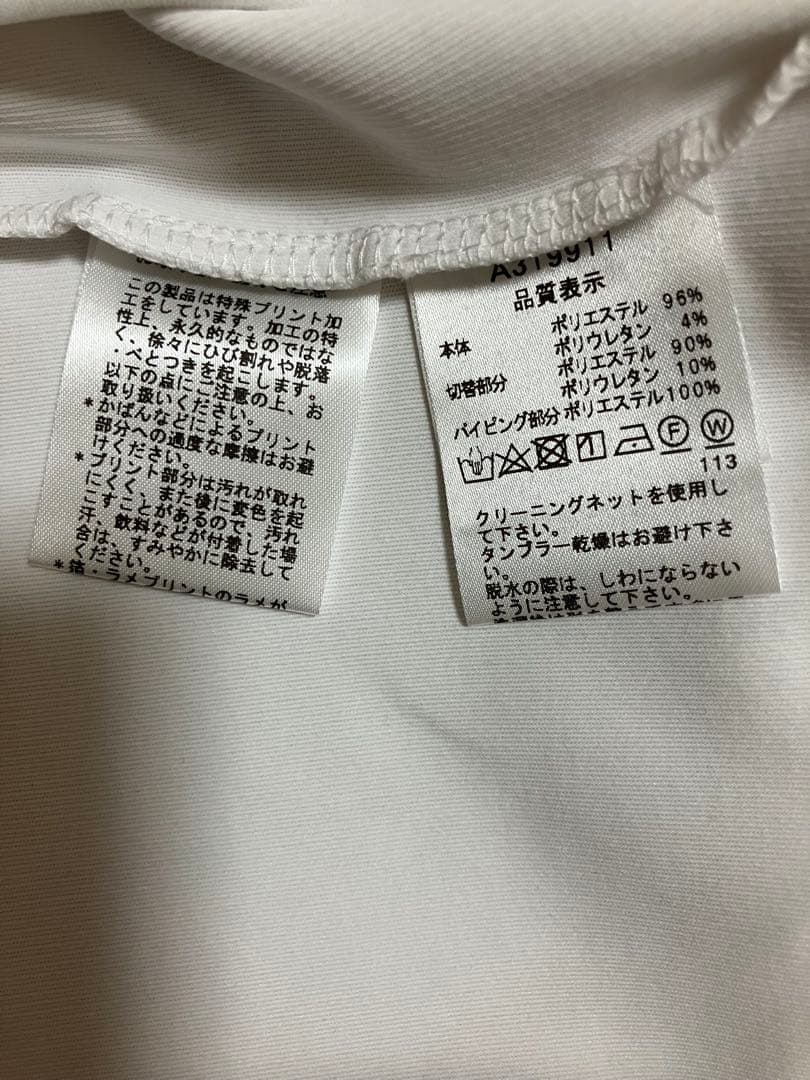 この製品は特殊プリント加
工をしています。加工の特
性上、永久的なものではな
く、徐々にひび割れや脱落
・べとつきを起こします。
以下の点にご注意の上、お
取り扱いください。
*かばんなどによるプリント
部分への過度な摩擦はお避
けください。
*プリント部分は汚れが取れ
にくく、また後に変色を起
こすことがあるので、汚れ
汗、飲料などが付着した場
合は、すみやかに除去して
ください。
*箔・ラメプリントのラメが
A319911
品質表示
本体 ポリエステル 96%
ポリウレタン 4%
切替部分 ポリエステル 90%
ポリウレタン 10%
パイピング部分 ポリエステル100%
F W
113
クリーニングネットを使用し
て下さい。
タンブラー乾燥はお避け下さ
い。
脱水の際は、しわにならない
ように注意して下さい。